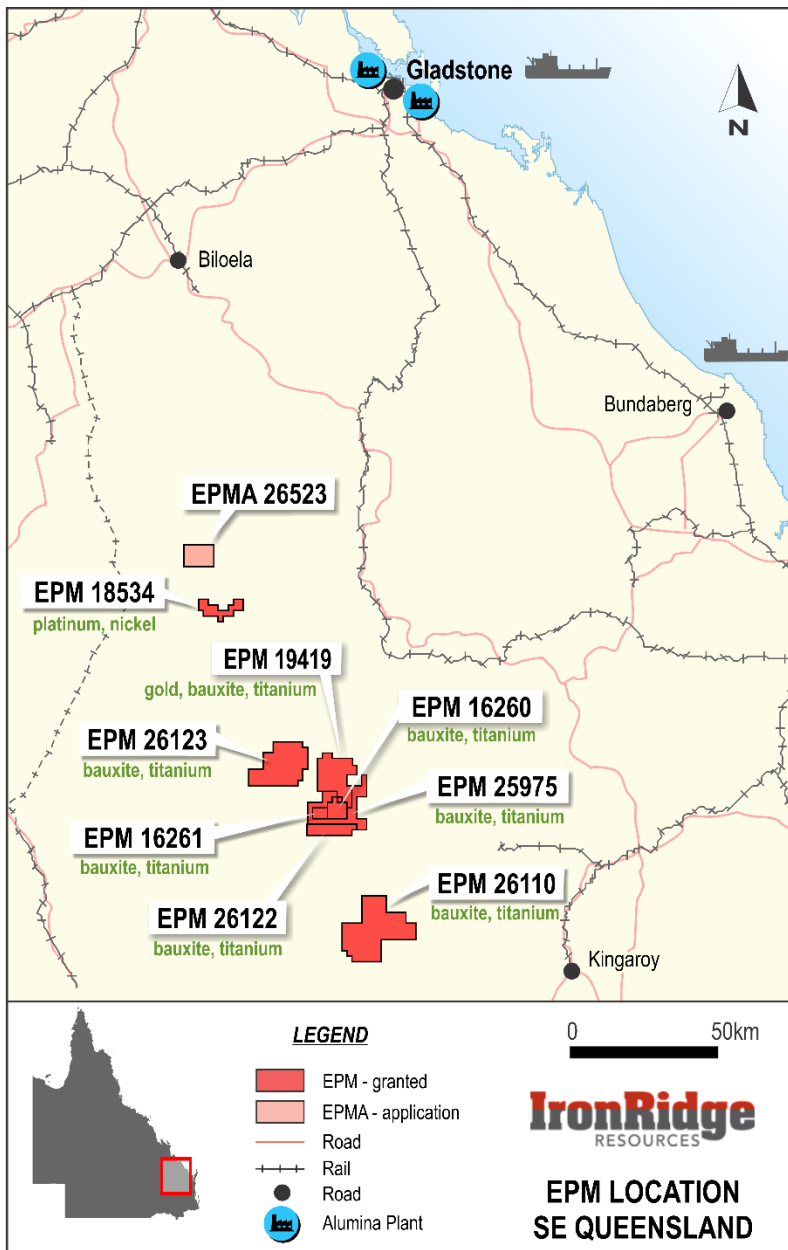 Gladstone
N
Biloela
Bundaberg
EPMA 26523
EPM 18534
platinum, nickel
EPM 19419
gold, bauxite, titanium
EPM 16260
bauxite, titanium
EPM 26123
bauxite, titanium
EPM 25975
bauxite, titanium
EPM 16261
bauxite, titanium
EPM 26110
bauxite, titanium
EPM 26122
bauxite, titanium
Kingaroy
LEGEND
EPM - granted
EPMA - application
Road
Rail
Road
Alumina Plant
0 50km
IronRidge
RESOURCES
EPM LOCATION
SE QUEENSLAND